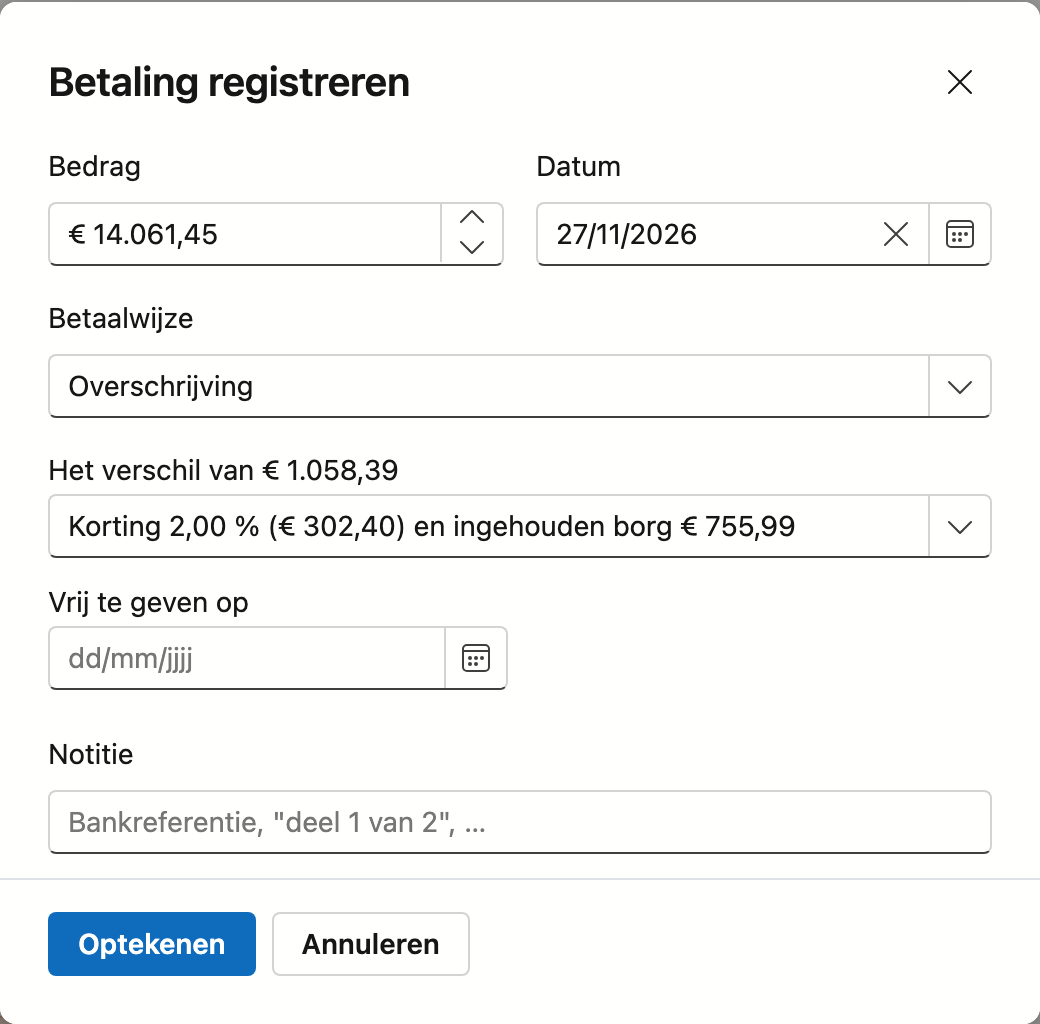 Betaling registreren
Bedrag
Datum
€ 14.061,45
27/11/2026
Betaalwijze
Overschrijving
Het verschil van € 1.058,39
Korting 2,00 % (€ 302,40) en ingehouden borg € 755,99
Vrij te geven op
dd/mm/jjjj
Notitie
Bankreferentie, "deel 1 van 2", ...
Optekenen
Annuleren